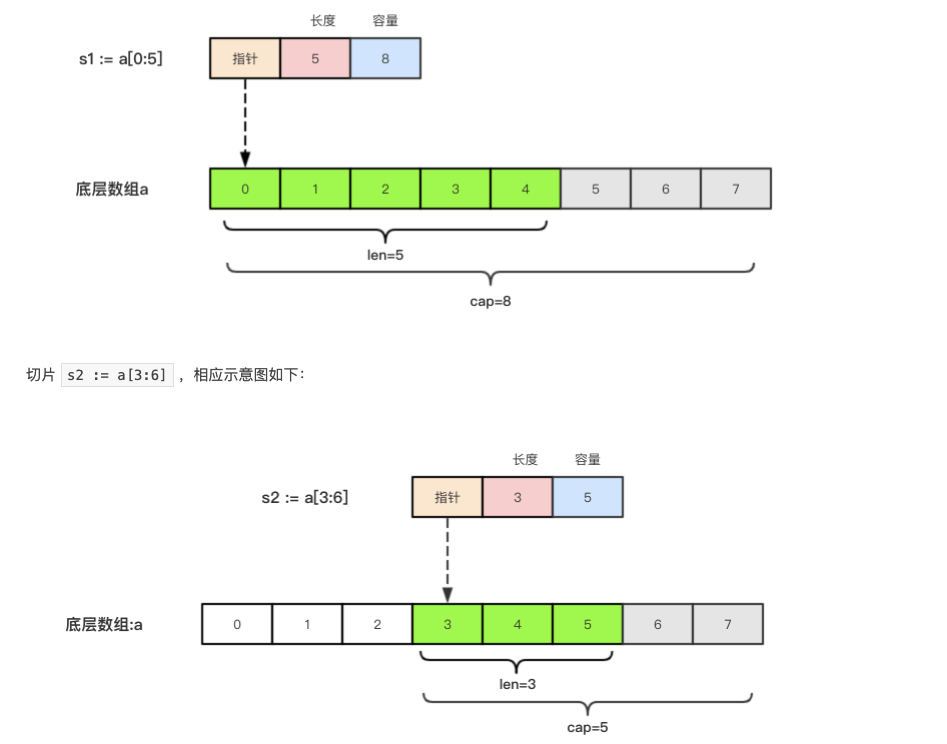 长度 容量
s1 := a[0:5] 指针 5 8
底层数组a 0 1 2 3 4 5 6 7
len=5
cap=8
切片 s2 := a[3:6] ，相应示意图如下：
长度 容量
s2 := a[3:6] 指针 3 5
底层数组:a 0 1 2 3 4 5 6 7
len=3
cap=5